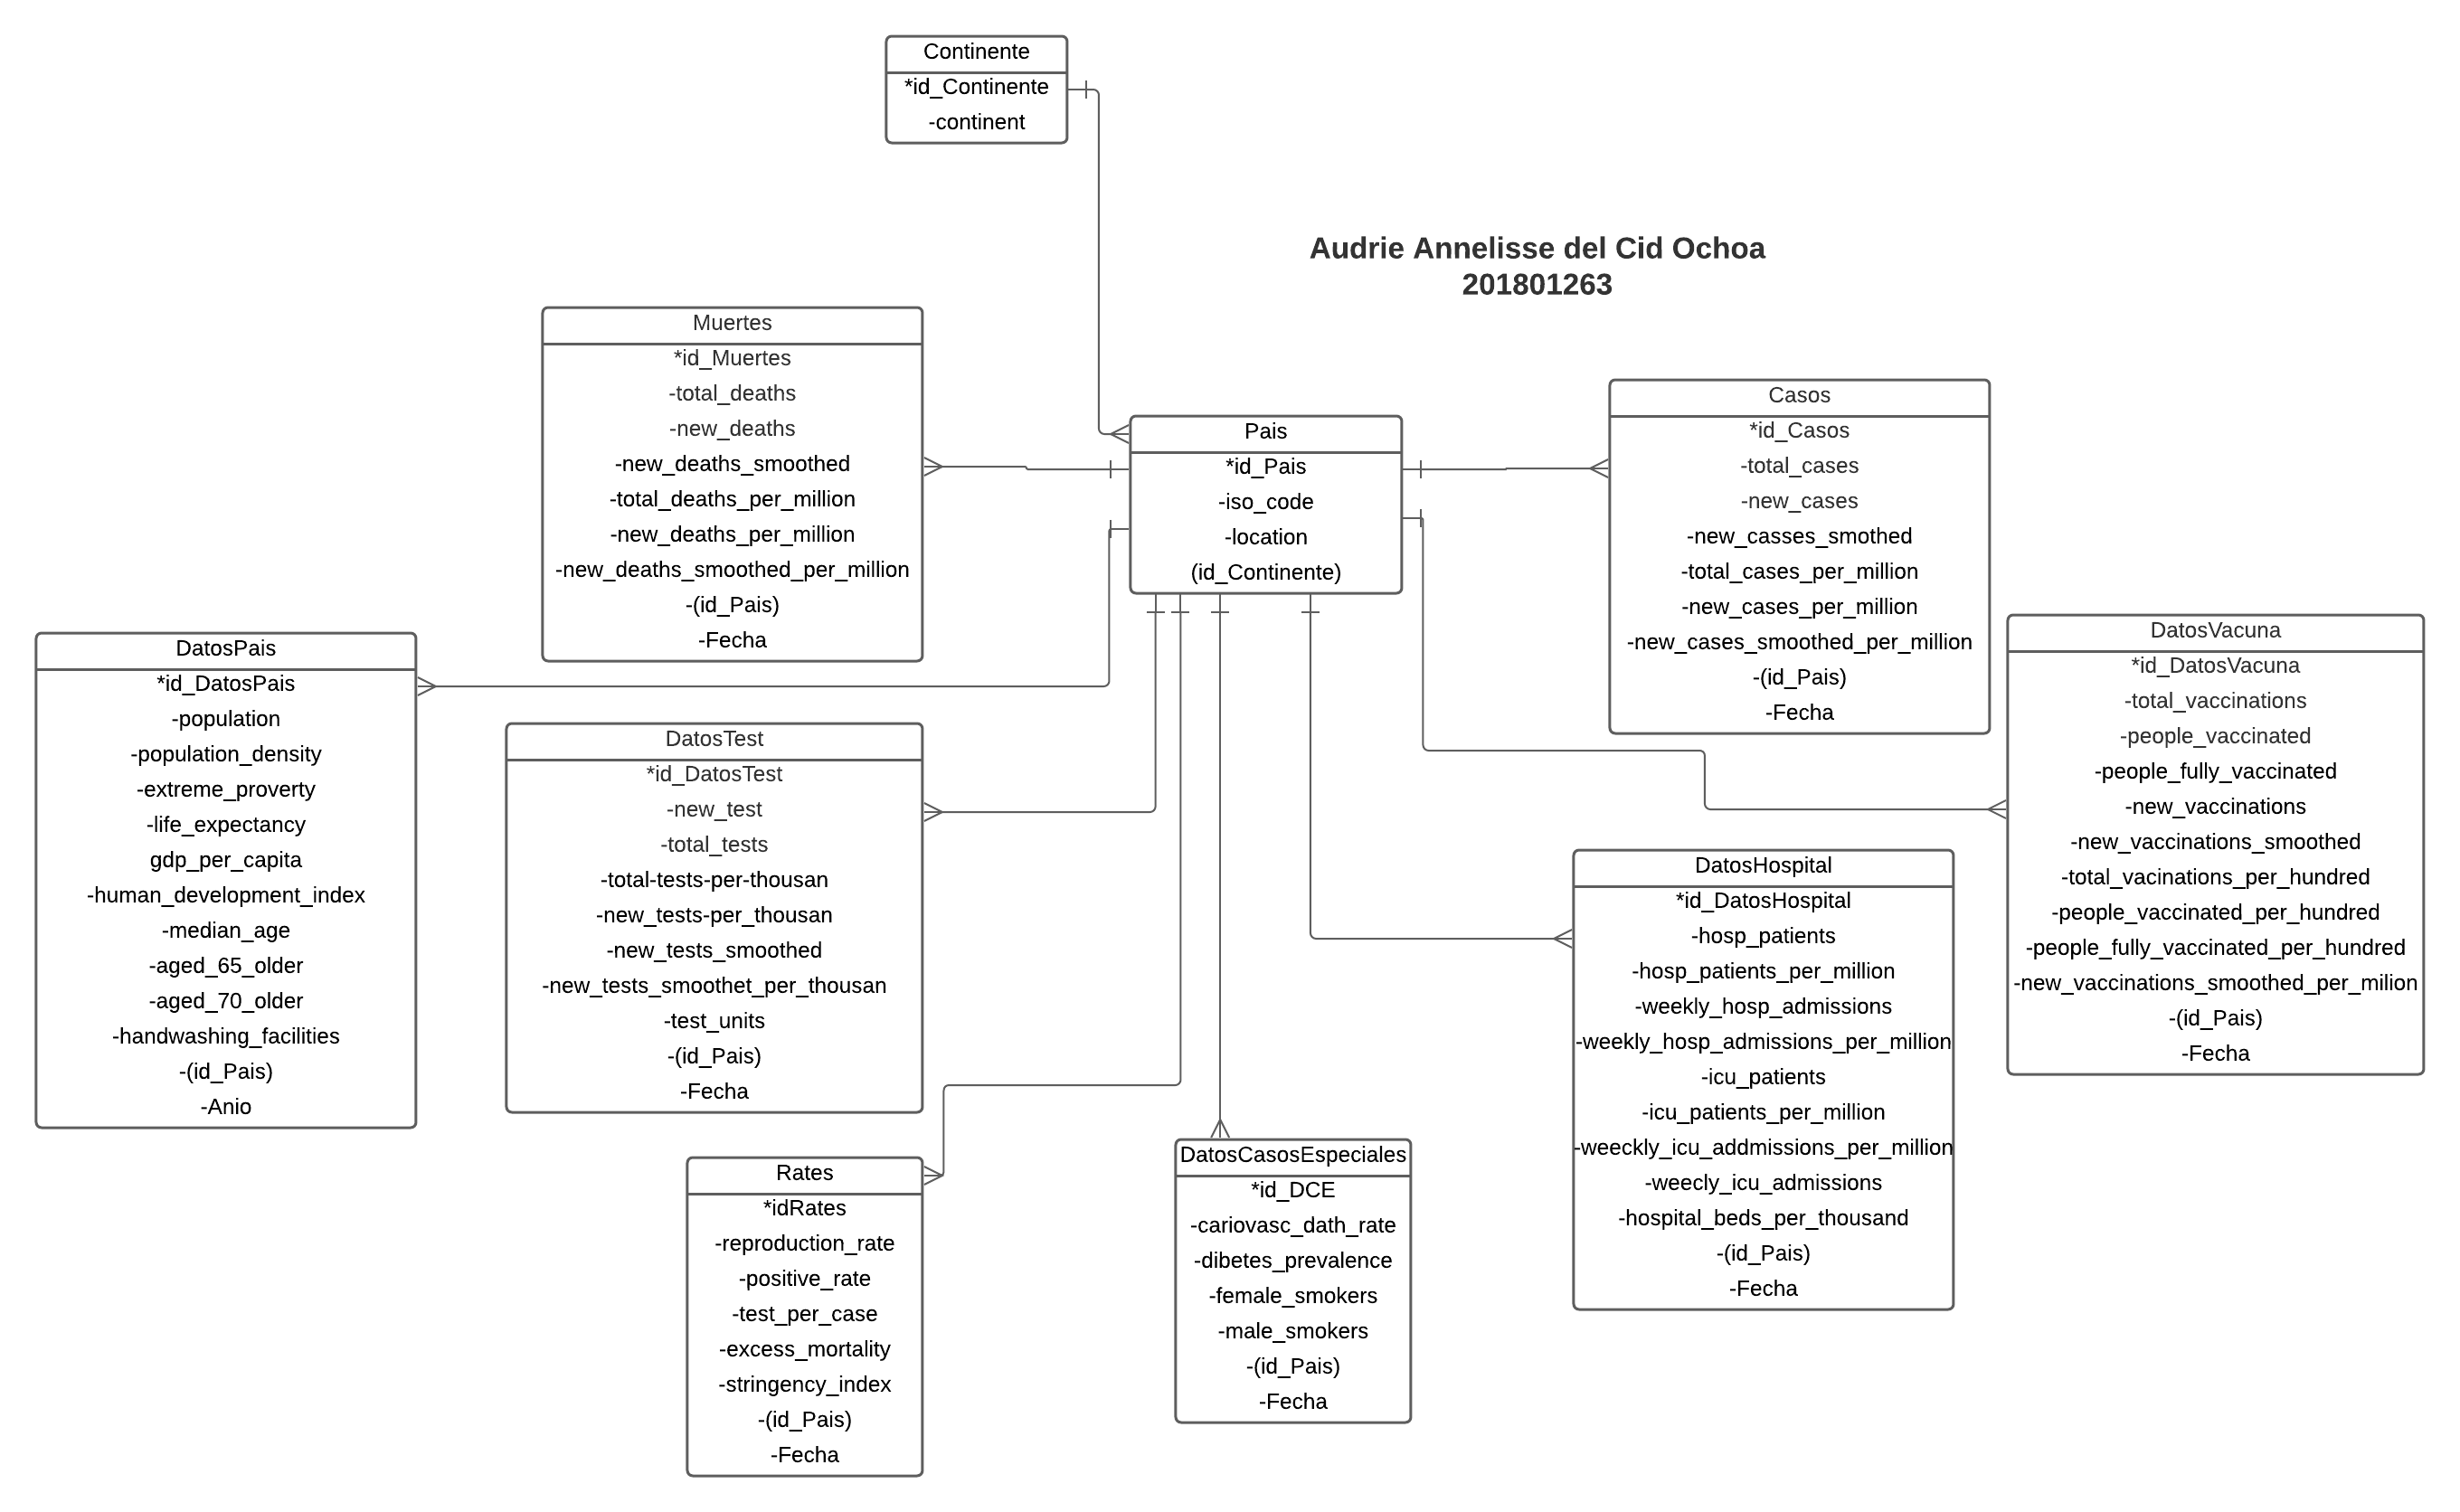 Continente
*id_Continente
-continent
Audrie Annelisse del Cid Ochoa
201801263
Muertes
*id_Muertes
-total_deaths
-new_deaths
-new_deaths_smoothed
-total_deaths_per_million
-new_deaths_per_million
-new_deaths_smoothed_per_million
-(id_Pais)
-Fecha
Pais
*id_Pais
-iso_code
-location
(id_Continente)
Casos
*id_Casos
-total_cases
-new_cases
-new_casses_smothed
-total_cases_per_million
-new_cases_per_million
-new_cases_smoothed_per_million
-(id_Pais)
-Fecha
DatosPais
*id_DatosPais
-population
-population_density
-extreme_proverty
-life_expectancy
gdp_per_capita
-human_development_index
-median_age
-aged_65_older
-aged_70_older
-handwashing_facilities
-(id_Pais)
-Anio
DatosTest
*id_DatosTest
-new_test
-total_tests
-total-tests-per-thousan
-new_tests-per_thousan
-new_tests_smoothed
-new_tests_smoothet_per_thousan
-test_units
-(id_Pais)
-Fecha
DatosVacuna
*id_DatosVacuna
-total_vaccinations
-people_vaccinated
-people_fully_vaccinated
-new_vaccinations
-new_vaccinations_smoothed
-total_vacinations_per_hundred
-people_vaccinated_per_hundred
-people_fully_vaccinated_per_hundred
-new_vaccinations_smoothed_per_milion
-(id_Pais)
-Fecha
DatosHospital
*id_DatosHospital
-hosp_patients
-hosp_patients_per_million
-weekly_hosp_admissions
-weekly_hosp_admissions_per_million
-icu_patients
-icu_patients_per_million
-weeckly_icu_addmissions_per_million
-weecly_icu_admissions
-hospital_beds_per_thousand
-(id_Pais)
-Fecha
Rates
*idRates
-reproduction_rate
-positive_rate
-test_per_case
-excess_mortality
-stringency_index
-(id_Pais)
-Fecha
DatosCasosEspeciales
*id_DCE
-cariovasc_dath_rate
-dibetes_prevalence
-female_smokers
-male_smokers
-(id_Pais)
-Fecha